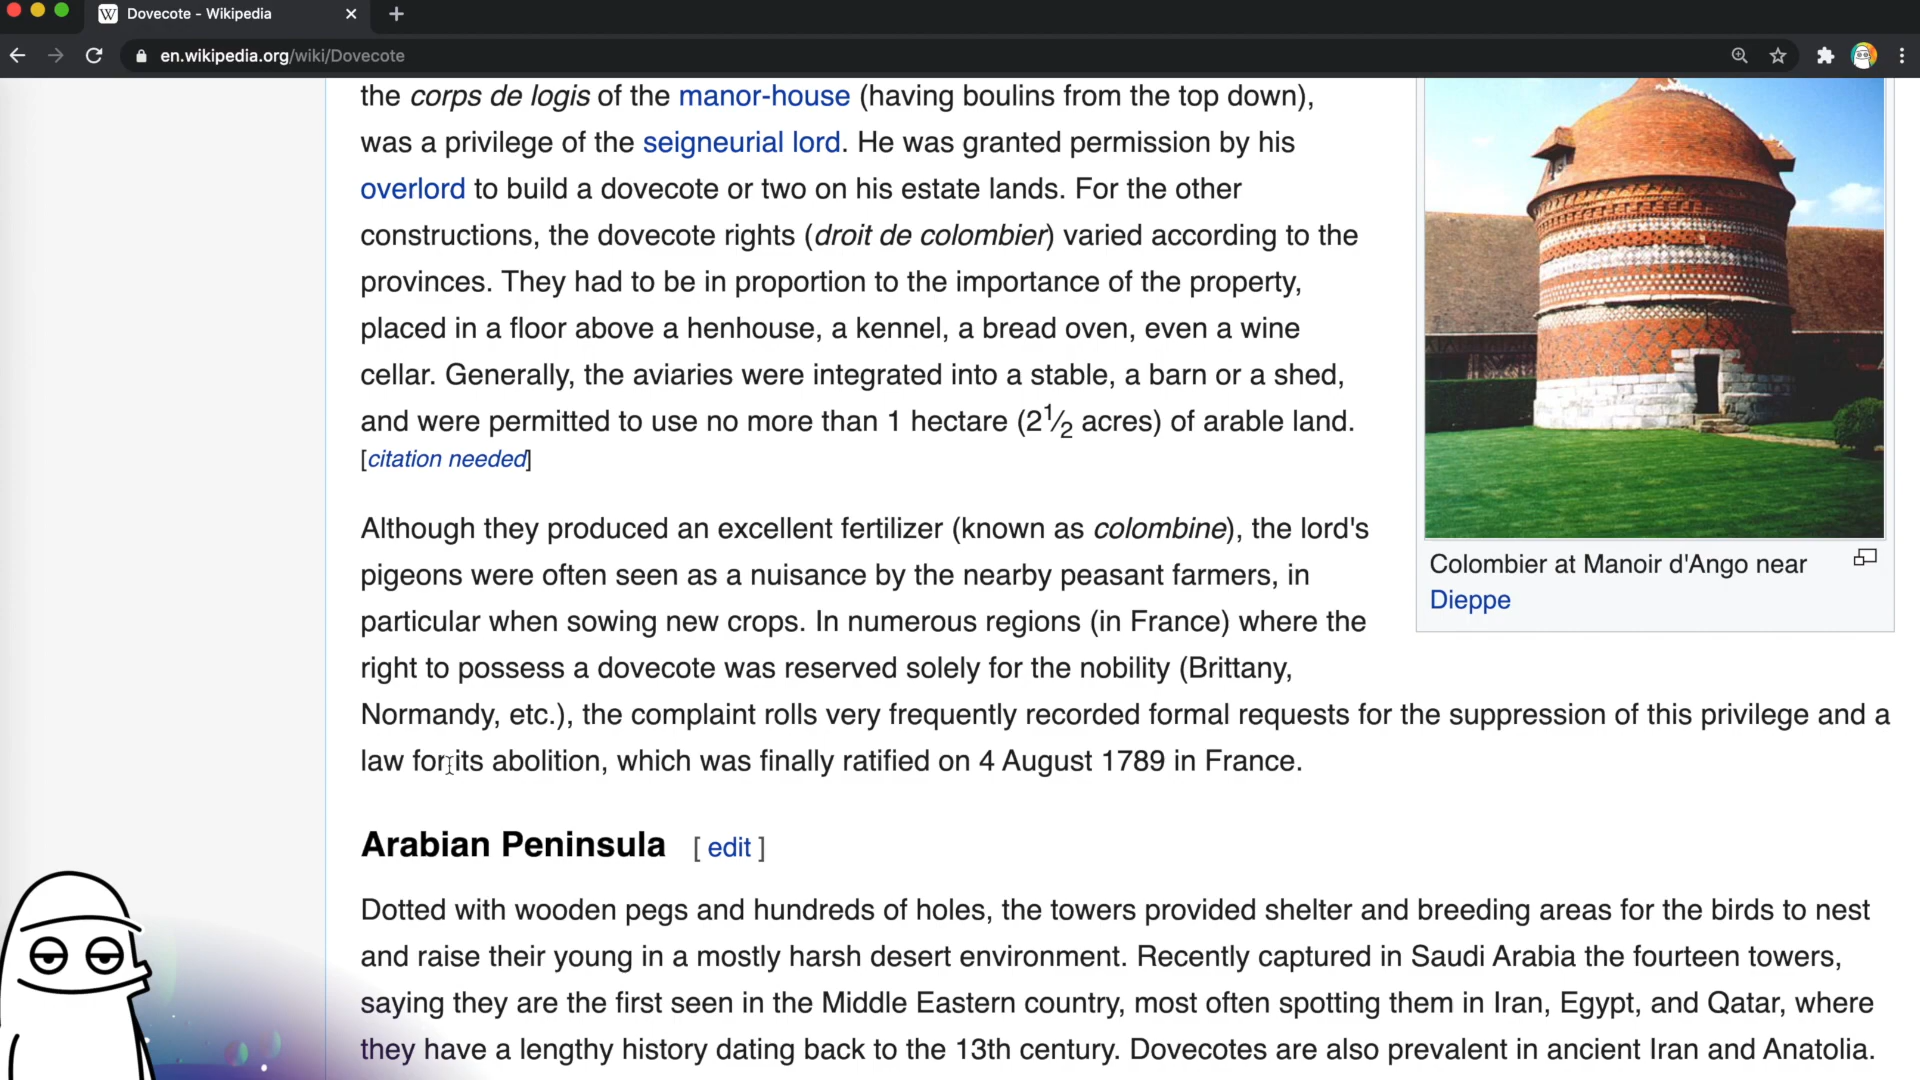 Dovecote - Wikipedia
en.wikipedia.org/wiki/Dovecote
the corps de logis of the manor-house (having boulins from the top down),
was a privilege of the seigneurial lord. He was granted permission by his
overlord to build a dovecote or two on his estate lands. For the other
constructions, the dovecote rights (droit de colombier) varied according to the
provinces. They had to be in proportion to the importance of the property,
placed in a floor above a henhouse, a kennel, a bread oven, even a wine
cellar. Generally, the aviaries were integrated into a stable, a barn or a shed,
and were permitted to use no more than 1 hectare (2 1⁄2 acres) of arable land.
[citation needed]
Although they produced an excellent fertilizer (known as colombine), the lord's
pigeons were often seen as a nuisance by the nearby peasant farmers, in
particular when sowing new crops. In numerous regions (in France) where the
right to possess a dovecote was reserved solely for the nobility (Brittany,
Normandy, etc.), the complaint rolls very frequently recorded formal requests for the suppression of this privilege and a
law for its abolition, which was finally ratified on 4 August 1789 in France.
Colombier at Manoir d'Ango near
Dieppe
Arabian Peninsula [ edit ]
Dotted with wooden pegs and hundreds of holes, the towers provided shelter and breeding areas for the birds to nest
and raise their young in a mostly harsh desert environment. Recently captured in Saudi Arabia the fourteen towers,
saying they are the first seen in the Middle Eastern country, most often spotting them in Iran, Egypt, and Qatar, where
they have a lengthy history dating back to the 13th century. Dovecotes are also prevalent in ancient Iran and Anatolia.